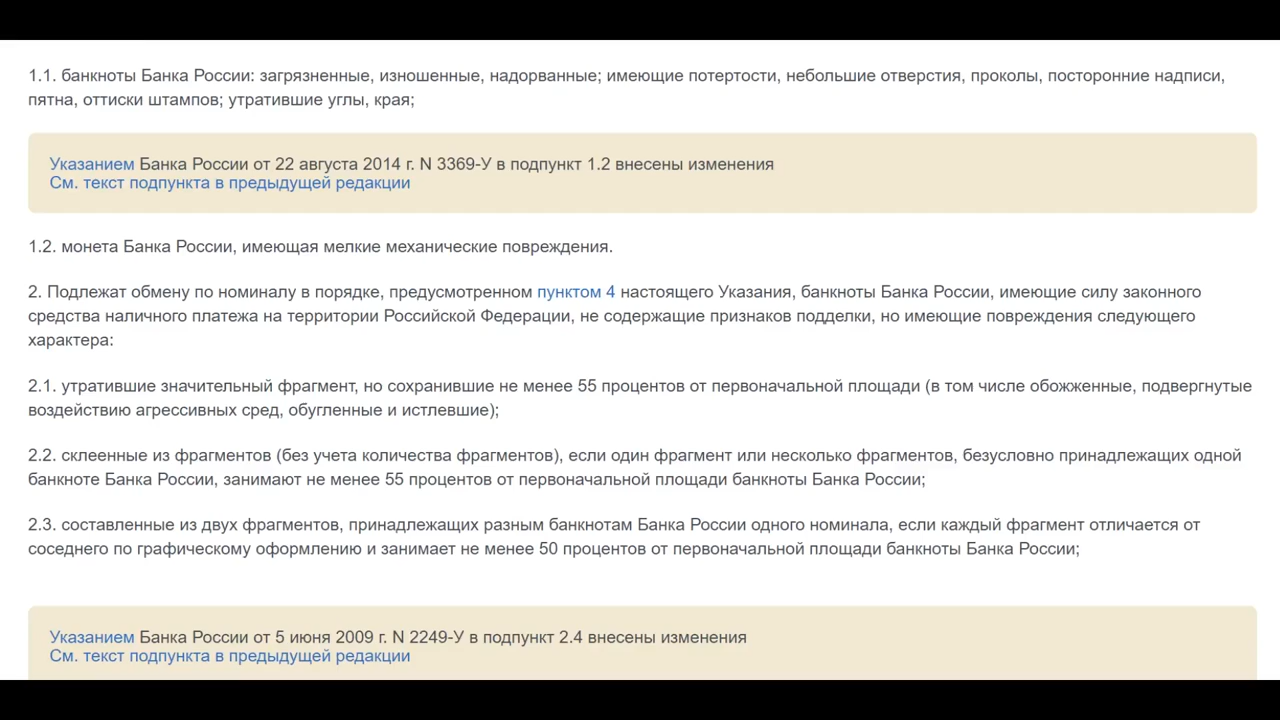 1.1. банкноты Банка России: загрязненные, изношенные, надорванные; имеющие потертости, небольшие отверстия, проколы, посторонние надписи,
пятна, оттиски штампов; утратившие углы, края;
Указанием Банка России от 22 августа 2014 г. N 3369-У в подпункт 1.2 внесены изменения
См. текст подпункта в предыдущей редакции
1.2. монета Банка России, имеющая мелкие механические повреждения.
2. Подлежат обмену по номиналу в порядке, предусмотренном пунктом 4 настоящего Указания, банкноты Банка России, имеющие силу законного
средства наличного платежа на территории Российской Федерации, не содержащие признаков подделки, но имеющие повреждения следующего
характера:
2.1. утратившие значительный фрагмент, но сохранившие не менее 55 процентов от первоначальной площади (в том числе обожженные, подвергнутые
воздействию агрессивных сред, обугленные и истлевшие);
2.2. склеенные из фрагментов (без учета количества фрагментов), если один фрагмент или несколько фрагментов, безусловно принадлежащих одной
банкноте Банка России, занимают не менее 55 процентов от первоначальной площади банкноты Банка России;
2.3. составленные из двух фрагментов, принадлежащих разным банкнотам Банка России одного номинала, если каждый фрагмент отличается от
соседнего по графическому оформлению и занимает не менее 50 процентов от первоначальной площади банкноты Банка России;
Указанием Банка России от 5 июня 2009 г. N 2249-У в подпункт 2.4 внесены изменения
См. текст подпункта в предыдущей редакции